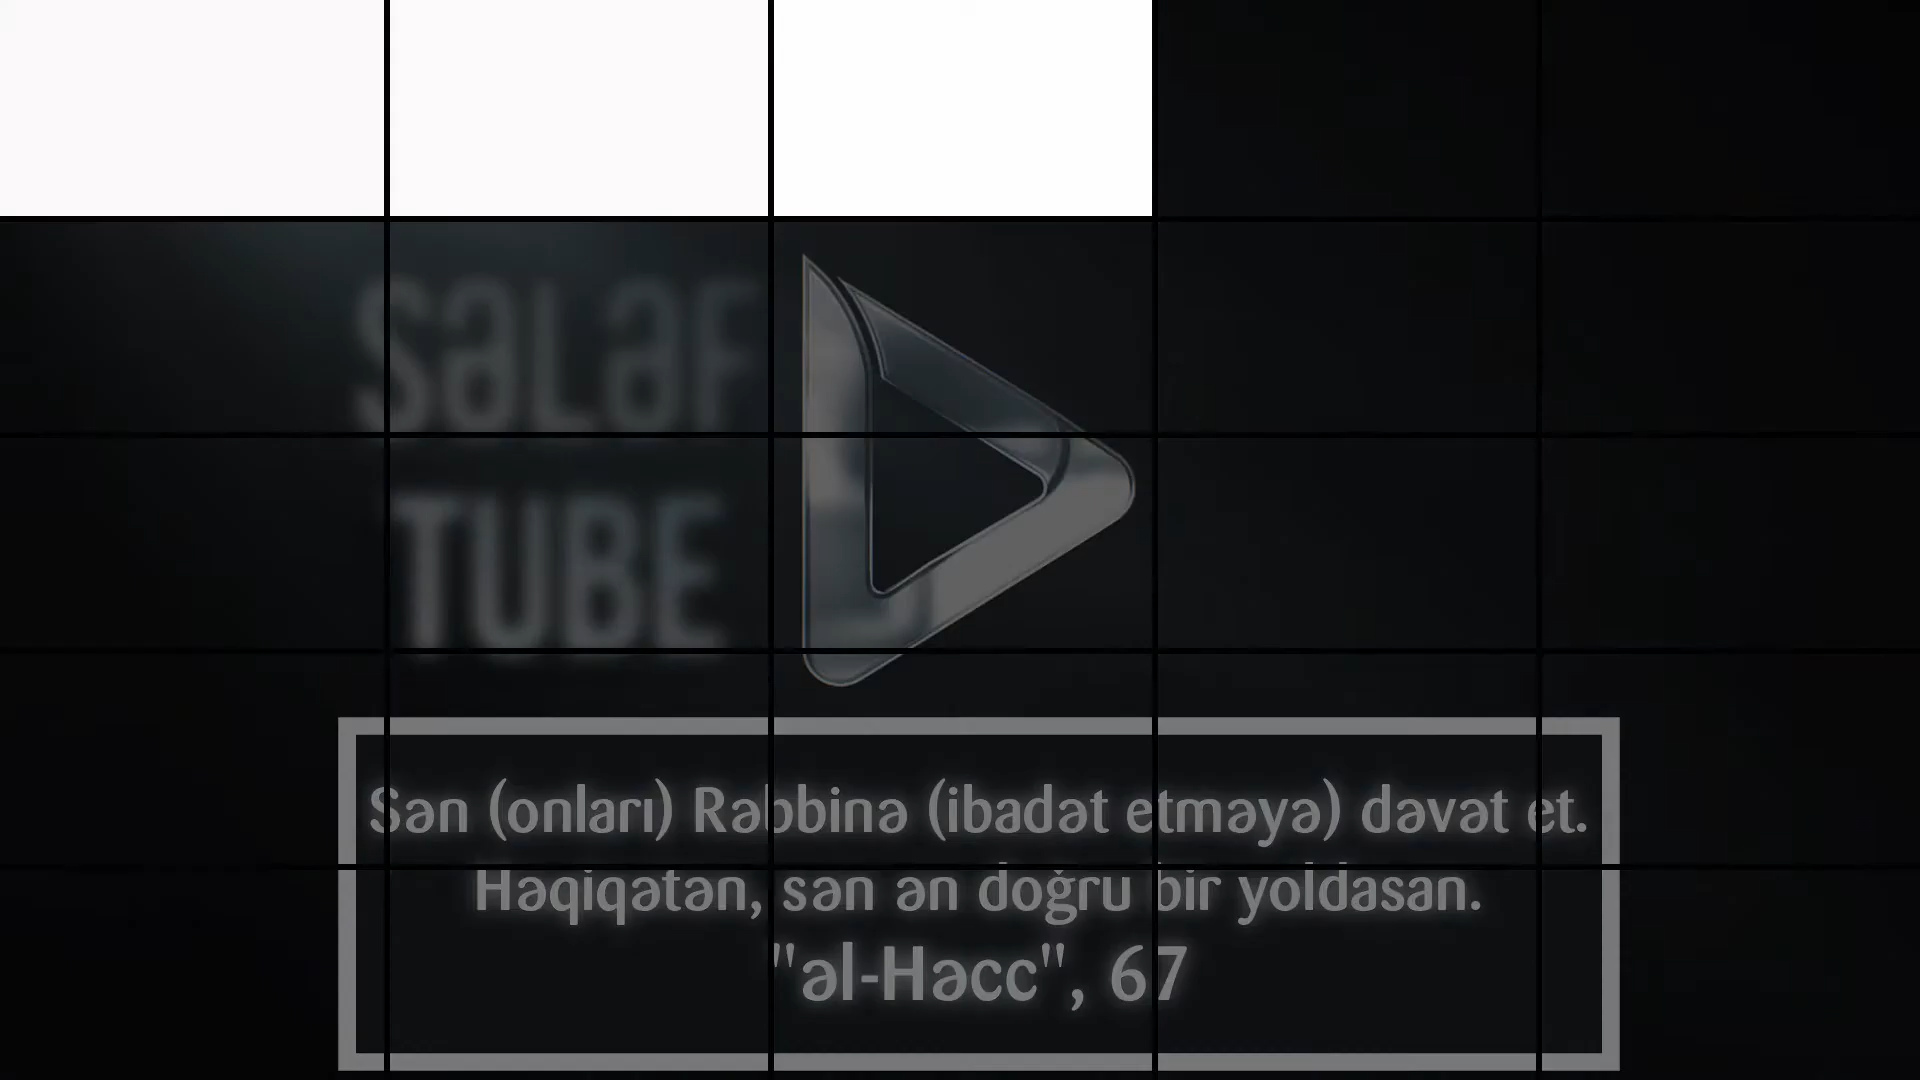 SƏLƏF
TUBE
Sən (onları) Rəbbinə (ibadət etməyə) dəvət et.
Həqiqətən, sən ən doğru bir yoldasan.
"əl-Həcc", 67